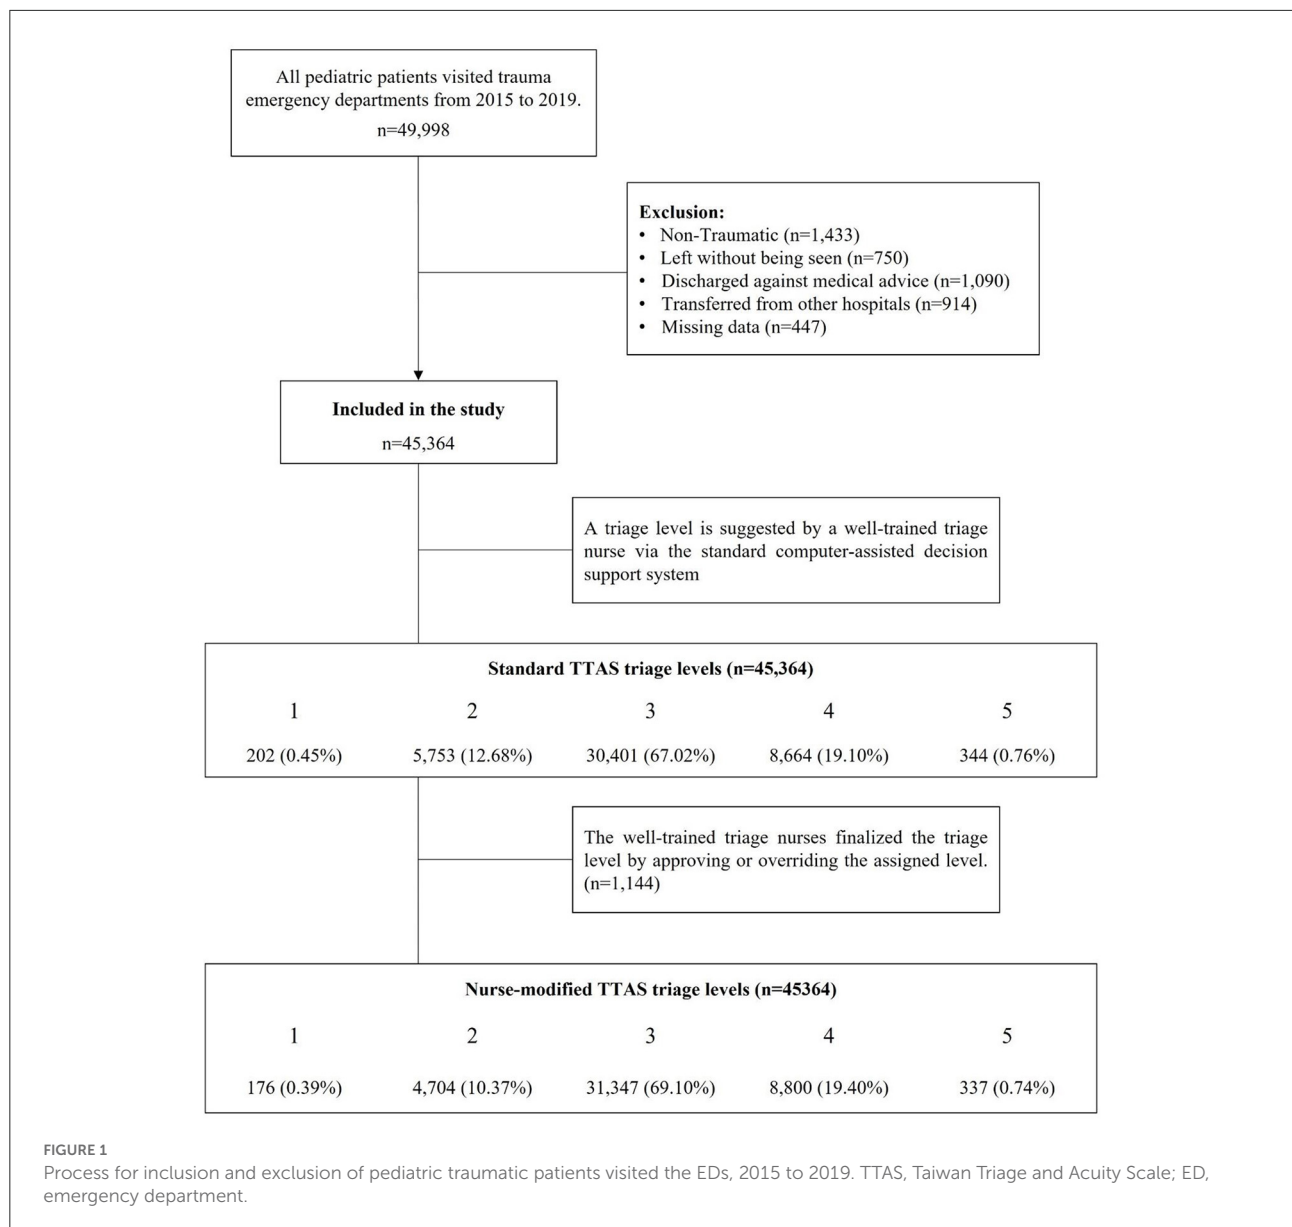 All pediatric patients visited trauma
emergency departments from 2015 to 2019.
n=49,998
Exclusion:
• Non-Traumatic (n=1,433)
• Left without being seen (n=750)
• Discharged against medical advice (n=1,090)
• Transferred from other hospitals (n=914)
• Missing data (n=447)
Included in the study
n=45,364
A triage level is suggested by a well-trained triage
nurse via the standard computer-assisted decision
support system
Standard TTAS triage levels (n=45,364)
1 2 3 4 5
202 (0.45%) 5,753 (12.68%) 30,401 (67.02%) 8,664 (19.10%) 344 (0.76%)
The well-trained triage nurses finalized the triage
level by approving or overriding the assigned level.
(n=1,144)
Nurse-modified TTAS triage levels (n=45364)
1 2 3 4 5
176 (0.39%) 4,704 (10.37%) 31,347 (69.10%) 8,800 (19.40%) 337 (0.74%)
FIGURE 1
Process for inclusion and exclusion of pediatric traumatic patients visited the EDs, 2015 to 2019. TTAS, Taiwan Triage and Acuity Scale; ED,
emergency department.